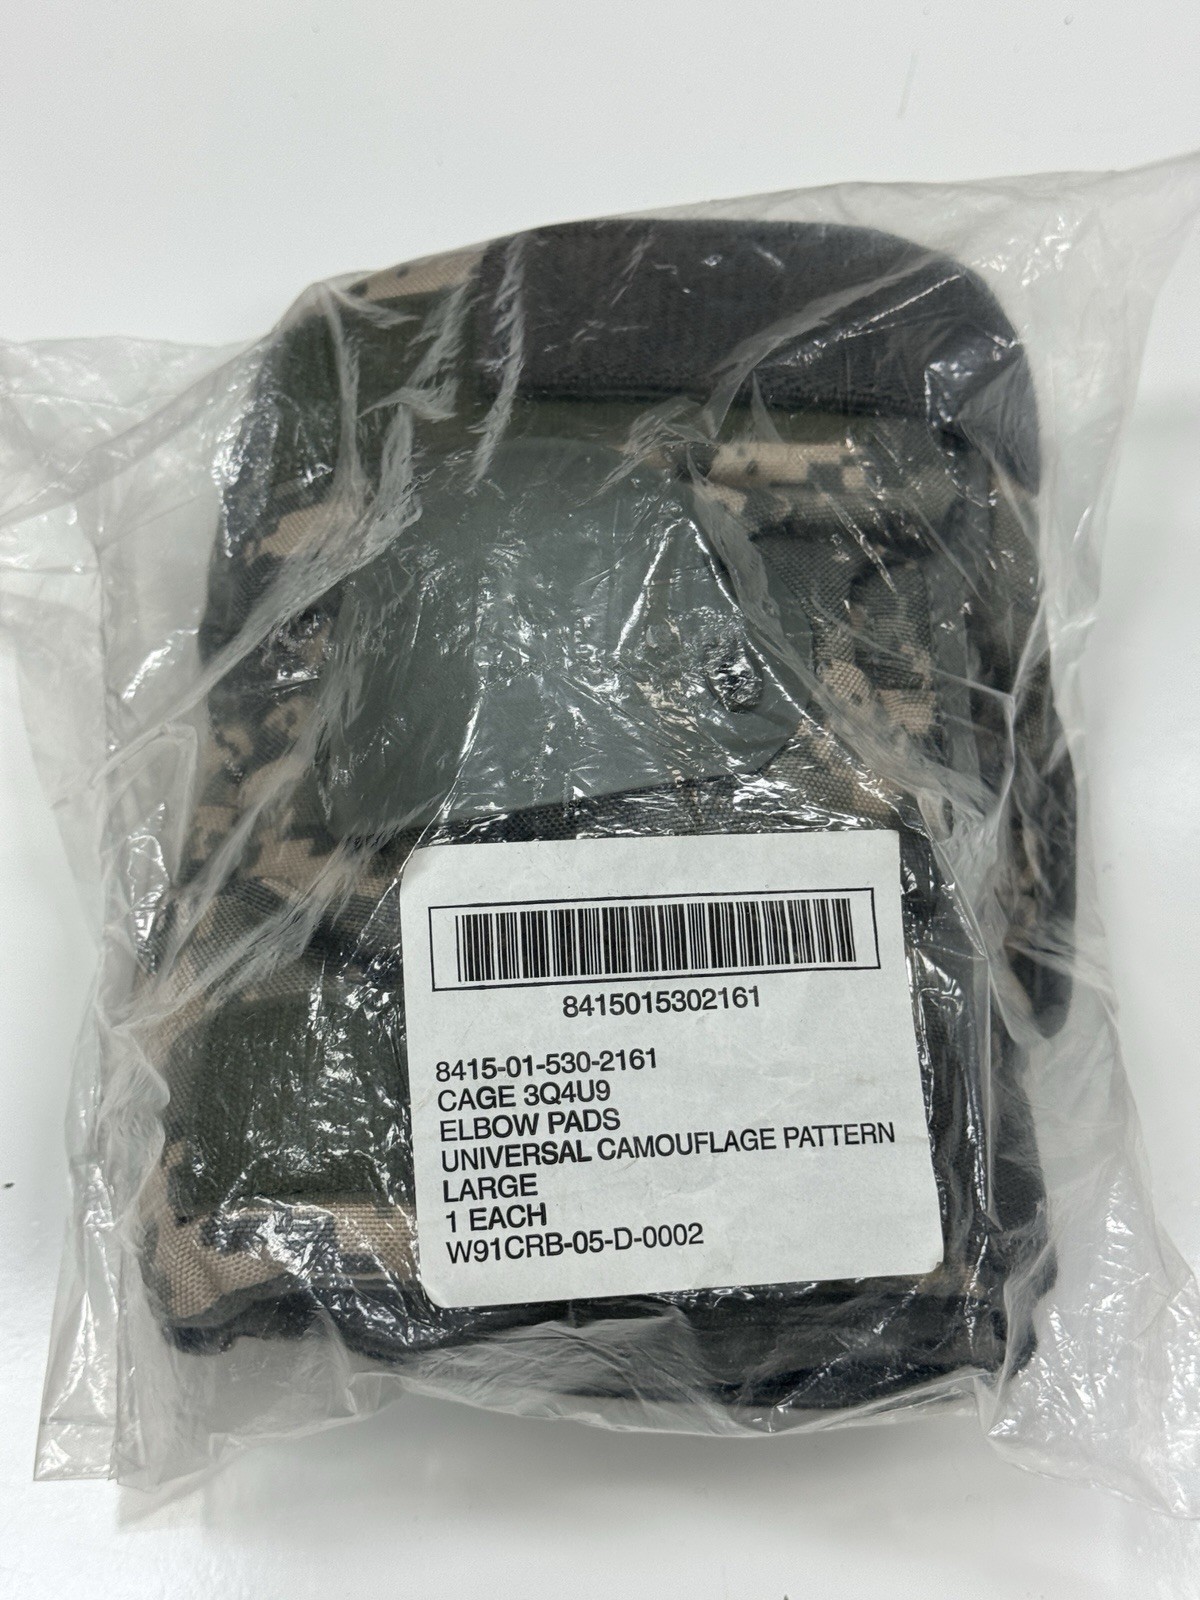 8415015302161
8415-01-530-2161
CAGE 3Q4U9
ELBOW PADS
UNIVERSAL CAMOUFLAGE PATTERN
LARGE
1 EACH
W91CRB-05-D-0002